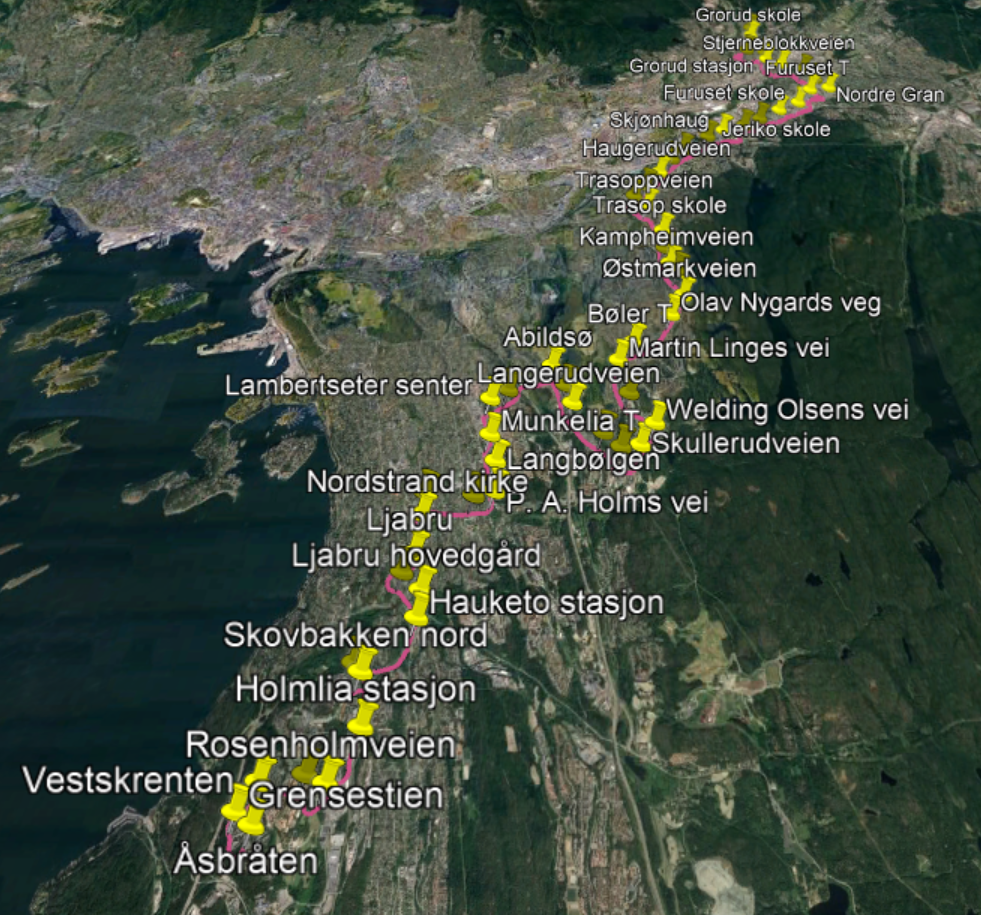 Grorud skole
Stjerneblokkveien
Grorud stasjon
Furuset T
Furuset skole
Nordre Gran
Skjønhaug
Jeriko skole
Haugerudveien
Trasoppveien
Trasop skole
Kampheimveien
Østmarkveien
Olav Nygards veg
Bøler T
Abildsø
Martin Linges vei
Langerudveien
Lambertseter senter
Welding Olsens vei
Munkelia T
Skullerudveien
Langbølgen
Nordstrand kirke
P. A. Holms vei
Ljabru
Ljabru hovedgård
Hauketo stasjon
Skovbakken nord
Holmlia stasjon
Rosenholmveien
Vestskrenten
Grensestien
Åsbråten